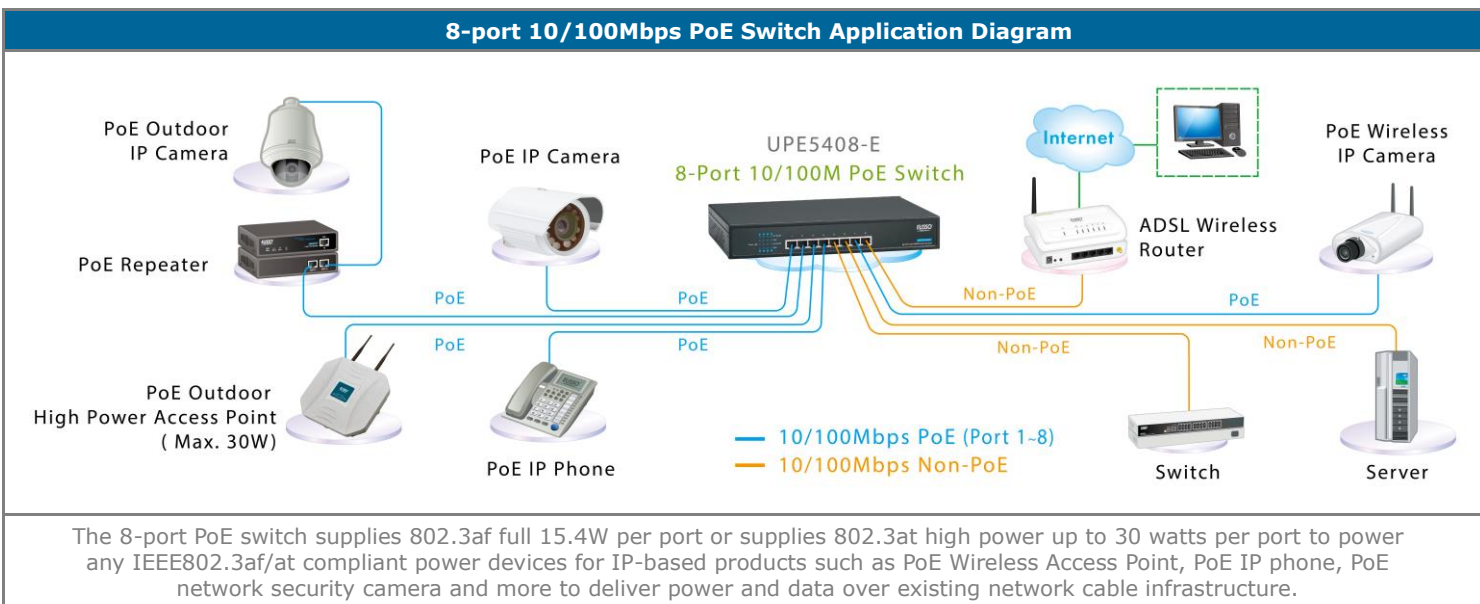 8-port 10/100Mbps PoE Switch Application Diagram
PoE Outdoor
IP Camera
PoE IP Camera
UPE5408-E
8-Port 10/100M PoE Switch
Internet
PoE Wireless
IP Camera
ADSL Wireless
Router
PoE Repeater
PoE
PoE
Non-PoE
PoE
PoE
PoE
Non-PoE
Non-PoE
PoE Outdoor
High Power Access Point
( Max. 30W)
PoE IP Phone
10/100Mbps PoE (Port 1~8)
10/100Mbps Non-PoE
Switch
Server
The 8-port PoE switch supplies 802.3af full 15.4W per port or supplies 802.3at high power up to 30 watts per port to power
any IEEE802.3af/at compliant power devices for IP-based products such as PoE Wireless Access Point, PoE IP phone, PoE
network security camera and more to deliver power and data over existing network cable infrastructure.